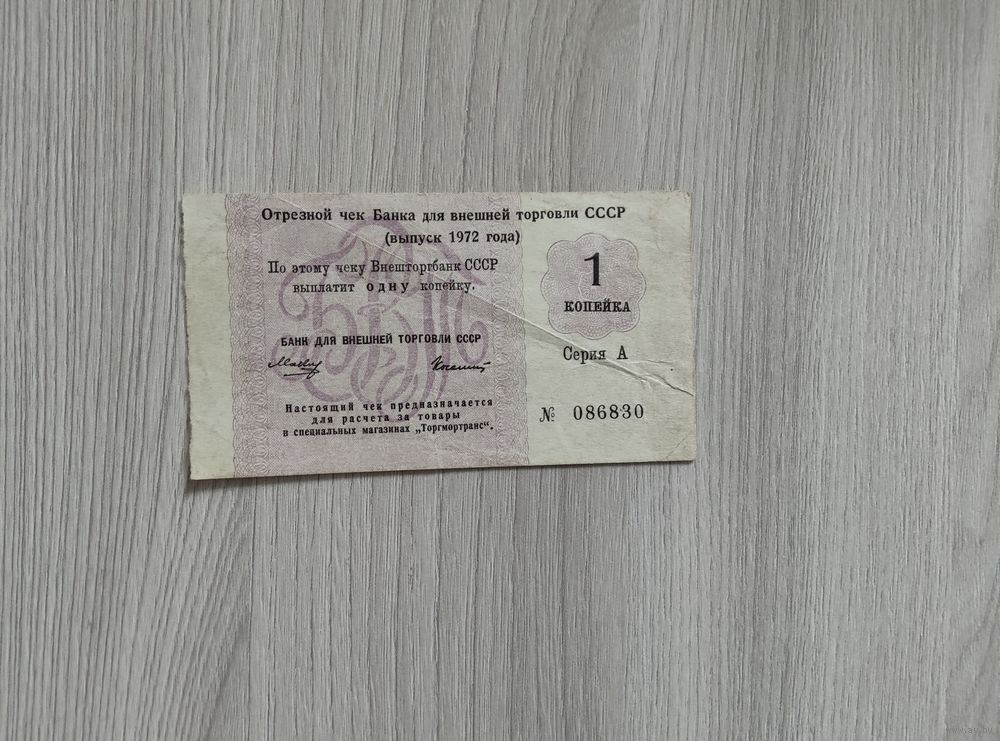 Отрезной чек Банка для внешней торговли СССР
(выпуск 1972 года)
По этому чеку Внешторгбанк СССР
выплатит одну копейку.
1
КОПЕЙКА
БАНК ДЛЯ ВНЕШНЕЙ ТОРГОВЛИ СССР
Серия А
Настоящий чек предназначается
для расчета за товары
в специальных магазинах „Торгмортранс“.
№ 086830